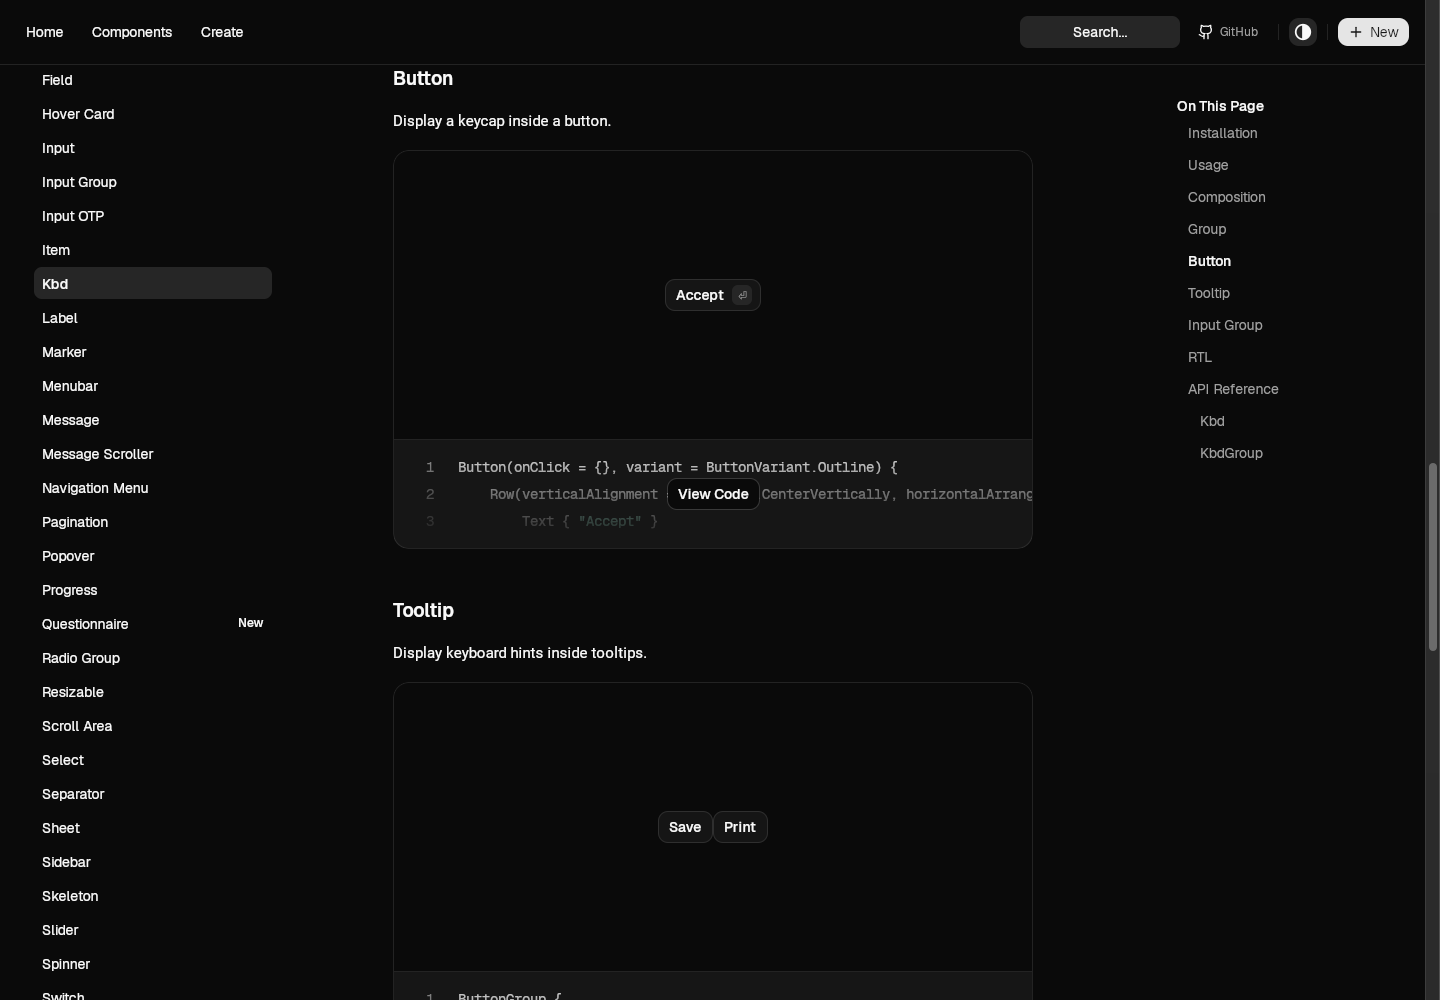 Home
Components
Create
Search...
GitHub
New
Field
Hover Card
Input
Input Group
Input OTP
Item
Kbd
Label
Marker
Menubar
Message
Message Scroller
Navigation Menu
Pagination
Popover
Progress
Questionnaire New
Radio Group
Resizable
Scroll Area
Select
Separator
Sheet
Sidebar
Skeleton
Slider
Spinner
Switch
Button
Display a keycap inside a button.
Accept ⏎
1 Button(onClick = {}, variant = ButtonVariant.Outline) {
2 Row(verticalAlignment CenterVertically, horizontalArrang
View Code
3 Text { "Accept" }
Tooltip
Display keyboard hints inside tooltips.
Save Print
1 ButtonGroup {
On This Page
Installation
Usage
Composition
Group
Button
Tooltip
Input Group
RTL
API Reference
Kbd
KbdGroup